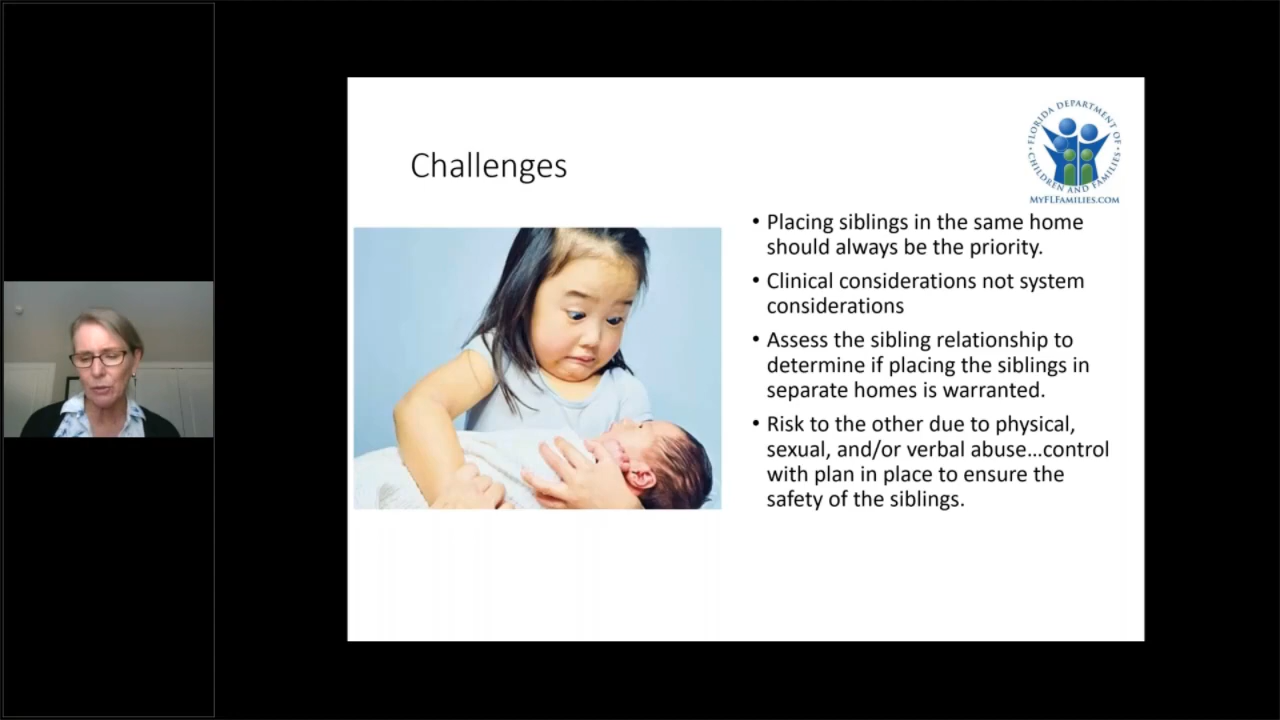 Challenges
FLORIDA DEPARTMENT OF
CHILDREN AND FAMILIES
MYFLFAMILIES.COM
• Placing siblings in the same home
should always be the priority.
• Clinical considerations not system
considerations
• Assess the sibling relationship to
determine if placing the siblings in
separate homes is warranted.
• Risk to the other due to physical,
sexual, and/or verbal abuse…control
with plan in place to ensure the
safety of the siblings.